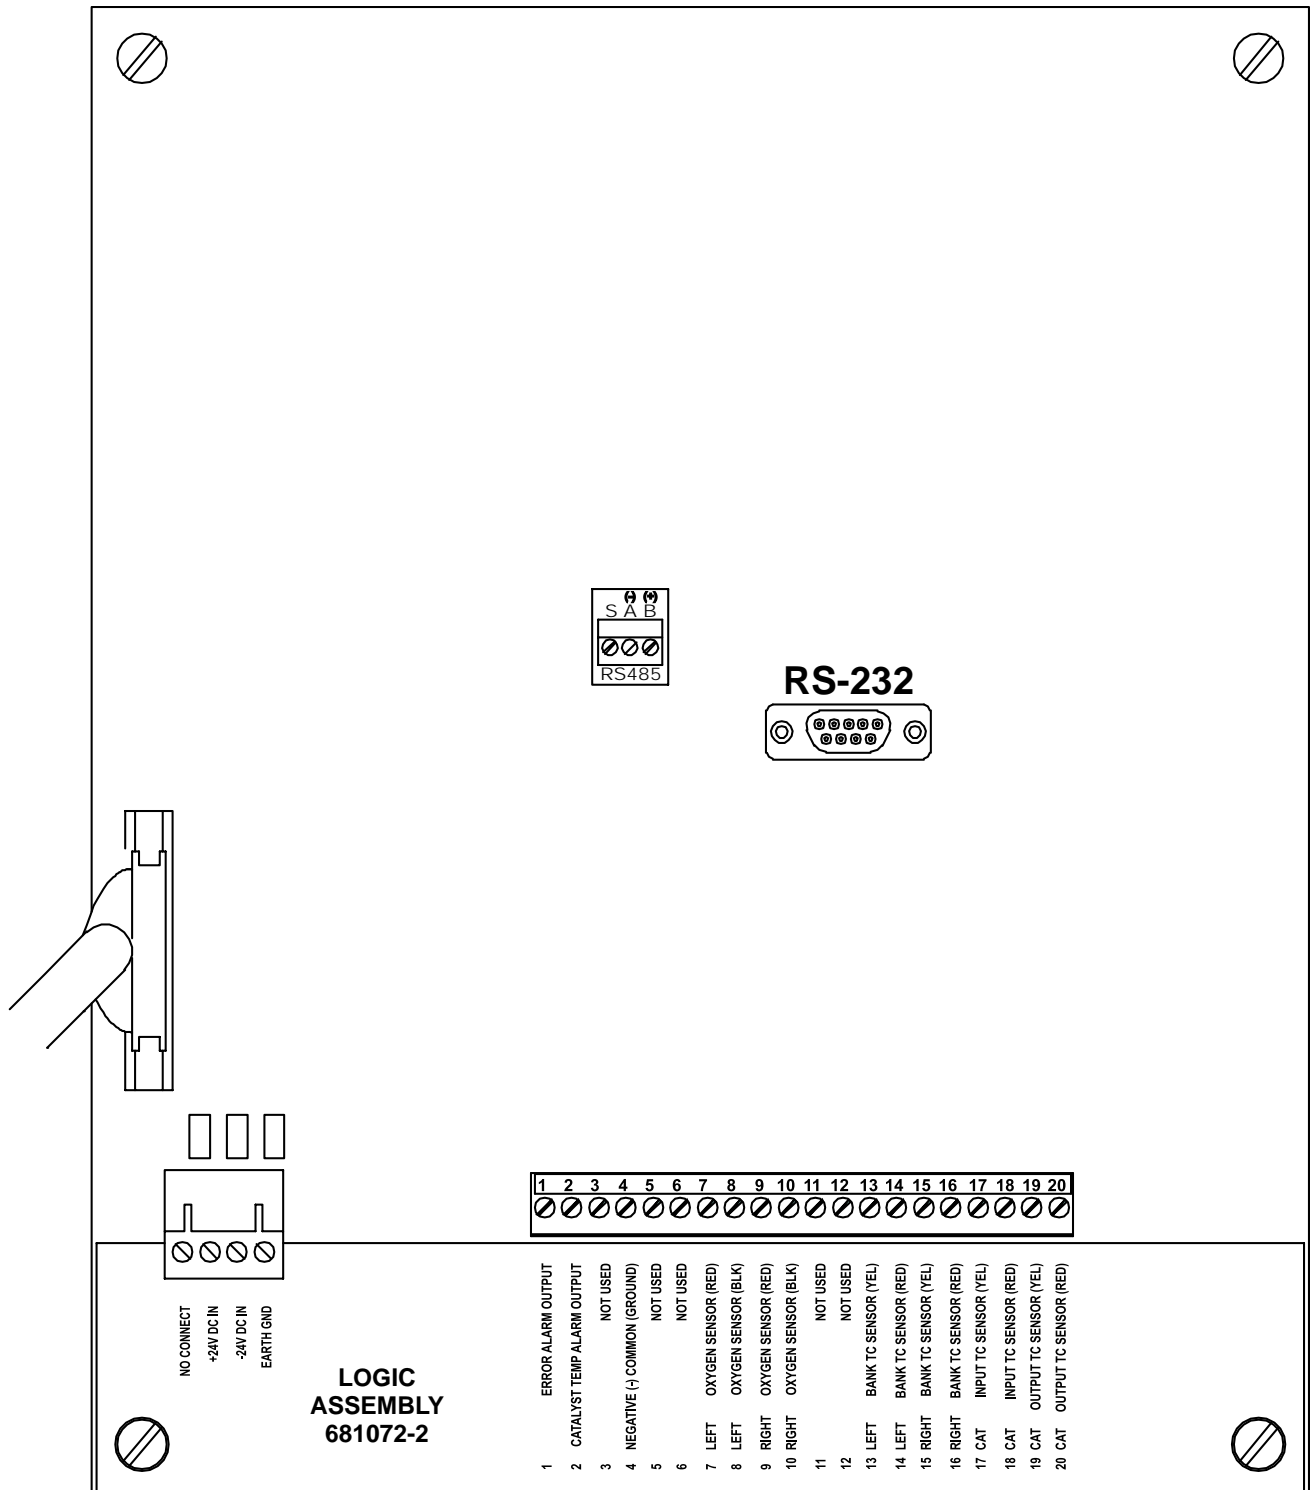 (-) (+)
S A B
RS485
RS-232
1 2 3 4 5 6 7 8 9 10 11 12 13 14 15 16 17 18 19 20
NO CONNECT
+24V DC IN
-24V DC IN
EARTH GND
LOGIC
ASSEMBLY
681072-2
1 ERROR ALARM OUTPUT
2 CATALYST TEMP ALARM OUTPUT
3 NOT USED
4 NEGATIVE (-) COMMON (GROUND)
5 NOT USED
6 NOT USED
7 LEFT OXYGEN SENSOR (RED)
8 LEFT OXYGEN SENSOR (BLK)
9 RIGHT OXYGEN SENSOR (RED)
10 RIGHT OXYGEN SENSOR (BLK)
11 NOT USED
12 NOT USED
13 LEFT BANK TC SENSOR (YEL)
14 LEFT BANK TC SENSOR (RED)
15 RIGHT BANK TC SENSOR (YEL)
16 RIGHT BANK TC SENSOR (RED)
17 CAT INPUT TC SENSOR (YEL)
18 CAT INPUT TC SENSOR (RED)
19 CAT OUTPUT TC SENSOR (YEL)
20 CAT OUTPUT TC SENSOR (RED)